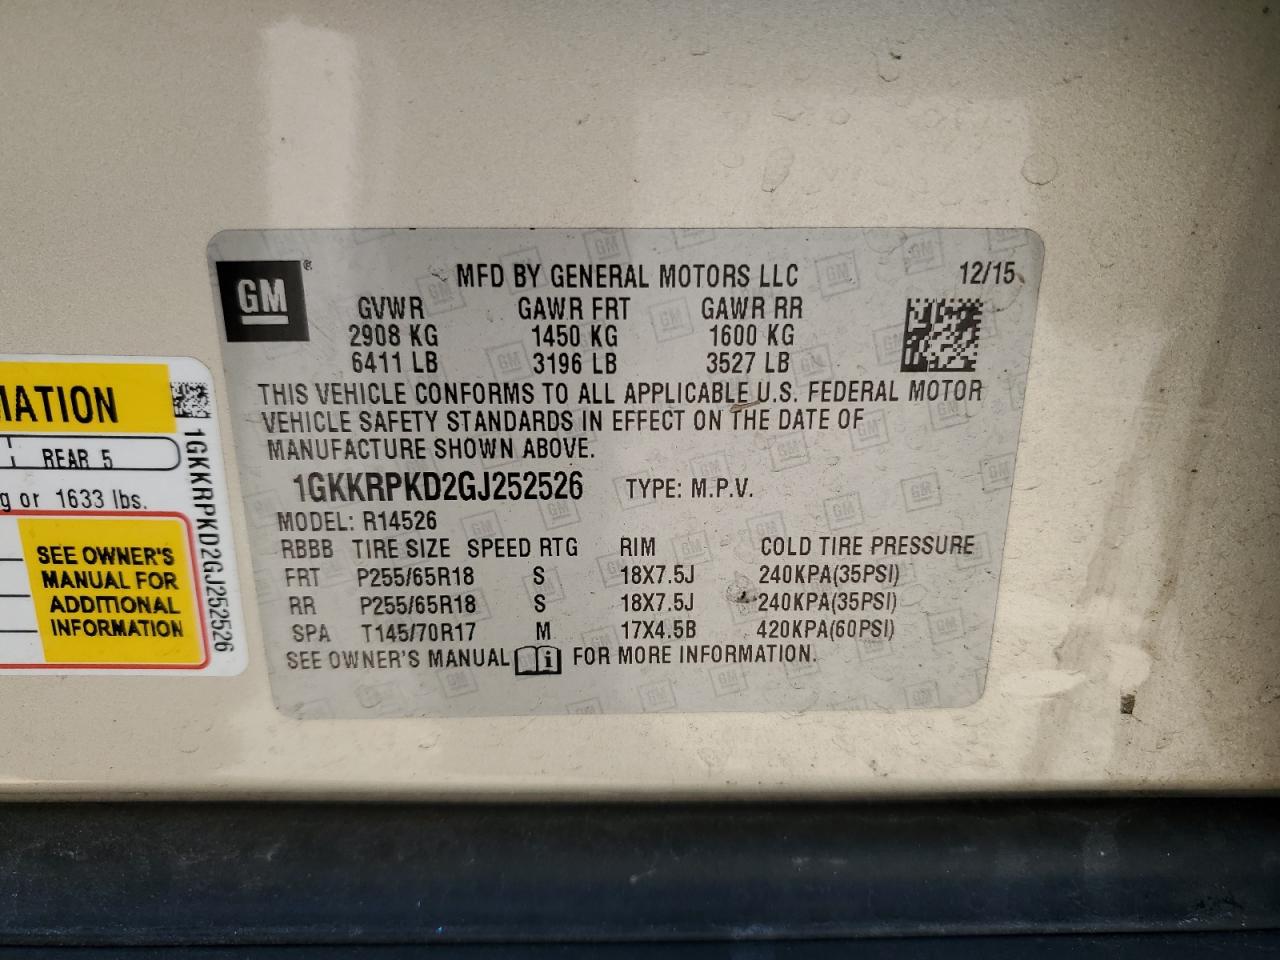 GM®
MFD BY GENERAL MOTORS LLC 12/15
GVWR GAWR FRT GAWR RR
2908 KG 1450 KG 1600 KG
6411 LB 3196 LB 3527 LB
THIS VEHICLE CONFORMS TO ALL APPLICABLE U.S. FEDERAL MOTOR
VEHICLE SAFETY STANDARDS IN EFFECT ON THE DATE OF
MANUFACTURE SHOWN ABOVE.
1GKKRPKD2GJ252526 TYPE: M.P.V.
MODEL: R14526
RBBB TIRE SIZE SPEED RTG RIM COLD TIRE PRESSURE
FRT P255/65R18 S 18X7.5J 240KPA(35PSI)
RR P255/65R18 S 18X7.5J 240KPA(35PSI)
SPA T145/70R17 M 17X4.5B 420KPA(60PSI)
SEE OWNER'S MANUAL i FOR MORE INFORMATION.
MATION
REAR 5
g or 1633 lbs.
SEE OWNER'S
MANUAL FOR
ADDITIONAL
INFORMATION
1GKKRPKD2GJ252526